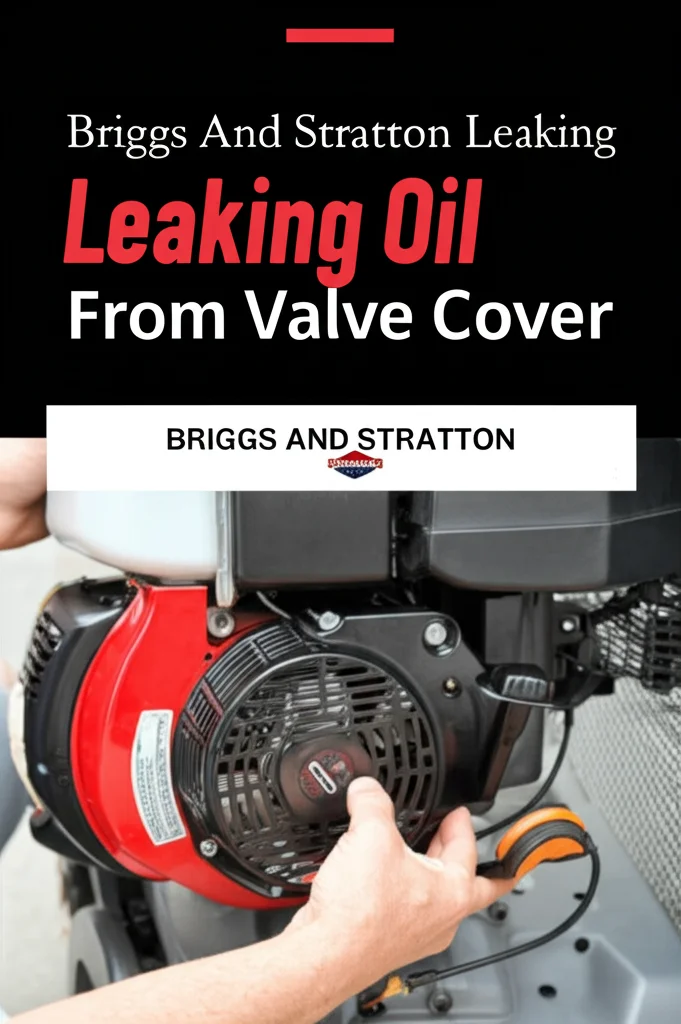 Briggs And Stratton Leaking
Leaking Oil
From Valve Cover
BRIGGS AND STRATTON